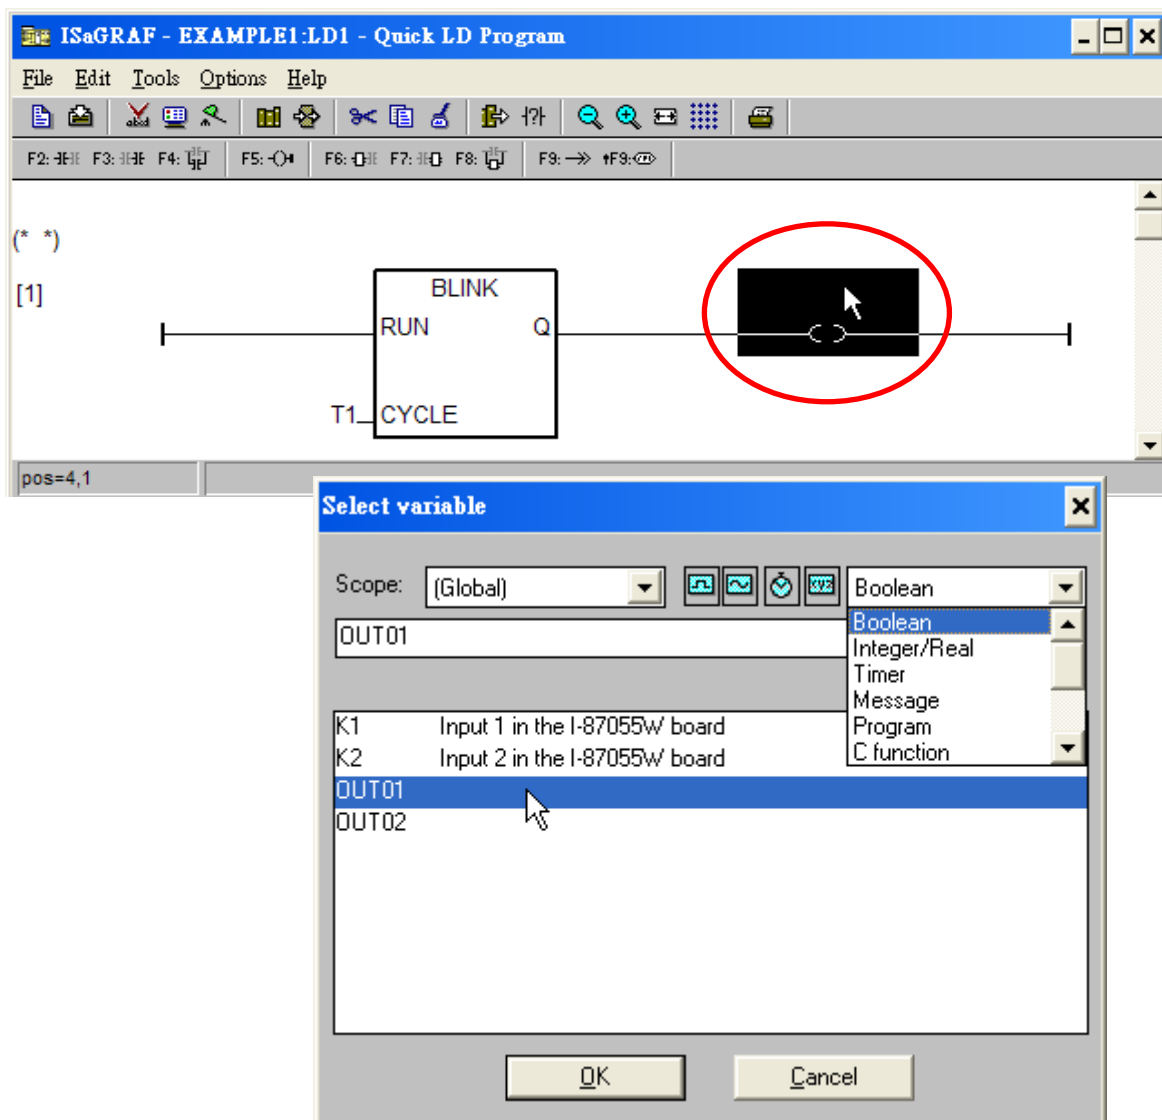 ISaGRAF - EXAMPLE1:LD1 - Quick LD Program
File Edit Tools Options Help
F2: F3: F4: F5: F6: F7: F8: F9: F9:
(* *)
[1]
BLINK
RUN Q
T1 CYCLE
pos=4,1
Select variable
Scope: (Global) xyz Boolean
OUT01
Boolean
Integer/Real
Timer
Message
Program
C function
K1 Input 1 in the I-87055W board
K2 Input 2 in the I-87055W board
OUT01
OUT02
OK Cancel